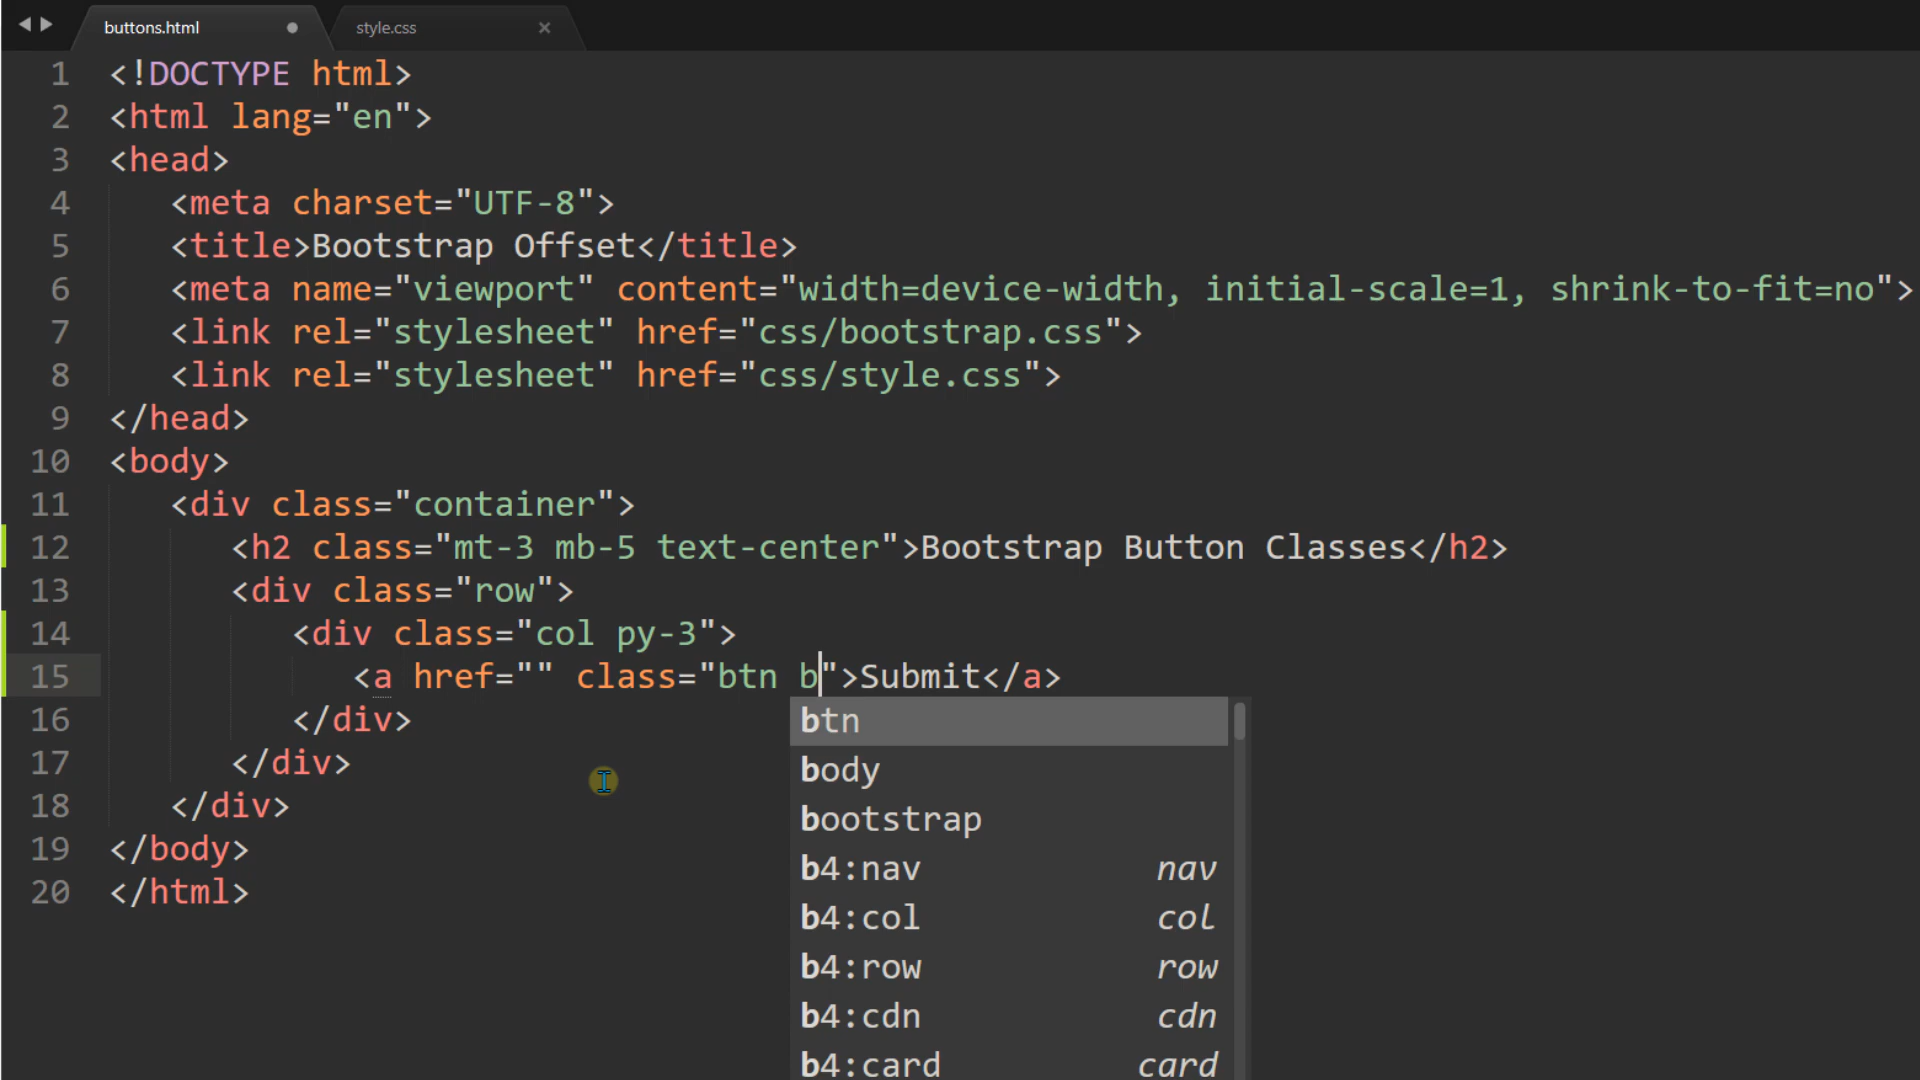 buttons.html style.css
1 <!DOCTYPE html>
2 <html lang="en">
3 <head>
4 <meta charset="UTF-8">
5 <title>Bootstrap Offset</title>
6 <meta name="viewport" content="width=device-width, initial-scale=1, shrink-to-fit=no">
7 <link rel="stylesheet" href="css/bootstrap.css">
8 <link rel="stylesheet" href="css/style.css">
9 </head>
10 <body>
11 <div class="container">
12 <h2 class="mt-3 mb-5 text-center">Bootstrap Button Classes</h2>
13 <div class="row">
14 <div class="col py-3">
15 <a href="" class="btn b">Submit</a>
16 </div>
17 </div>
18 </div>
19 </body>
20 </html>
btn
body
bootstrap
b4:nav nav
b4:col col
b4:row row
b4:cdn cdn
b4:card card